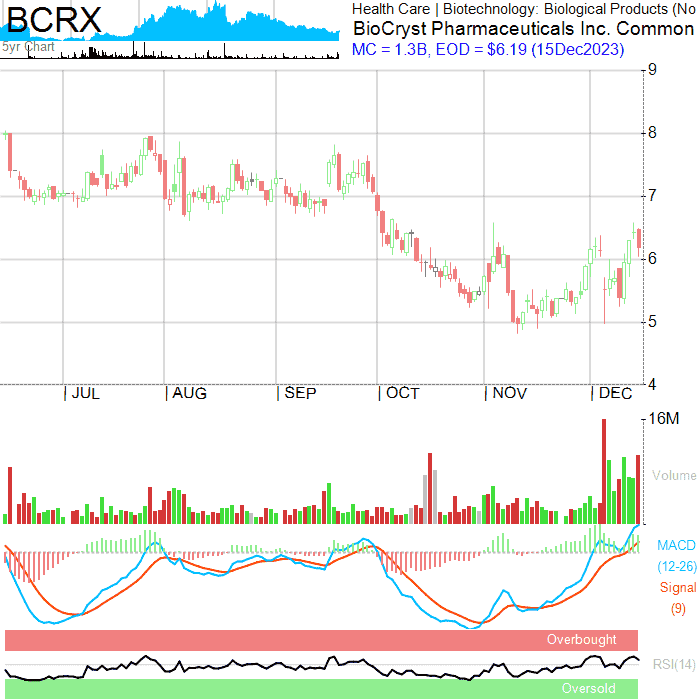 BCRX
5yr Chart
Health Care | Biotechnology: Biological Products (No
BioCryst Pharmaceuticals Inc. Common
MC = 1.3B, EOD = $6.19 (15Dec2023)
9
8
7
6
5
4
| JUL | AUG | SEP | OCT | NOV | DEC
16M
Volume
MACD
(12-26)
Signal
(9)
Overbought
RSI(14)
Oversold